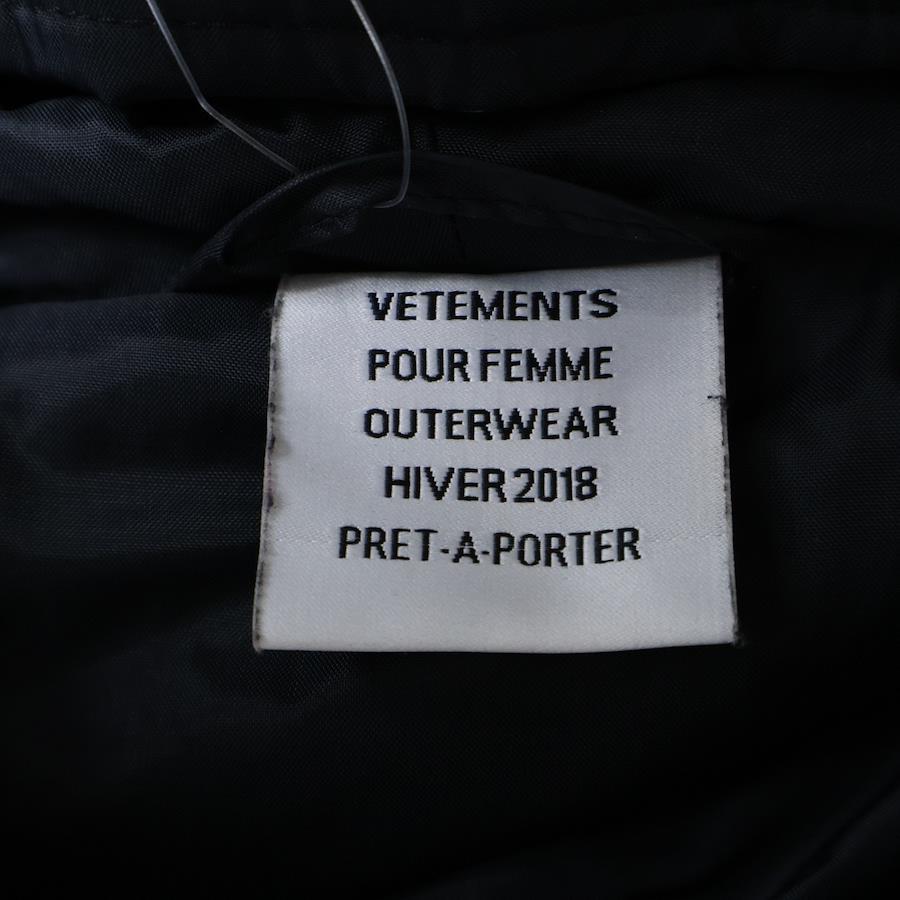 VETEMENTS
POUR FEMME
OUTERWEAR
HIVER 2018
PRET-A-PORTER